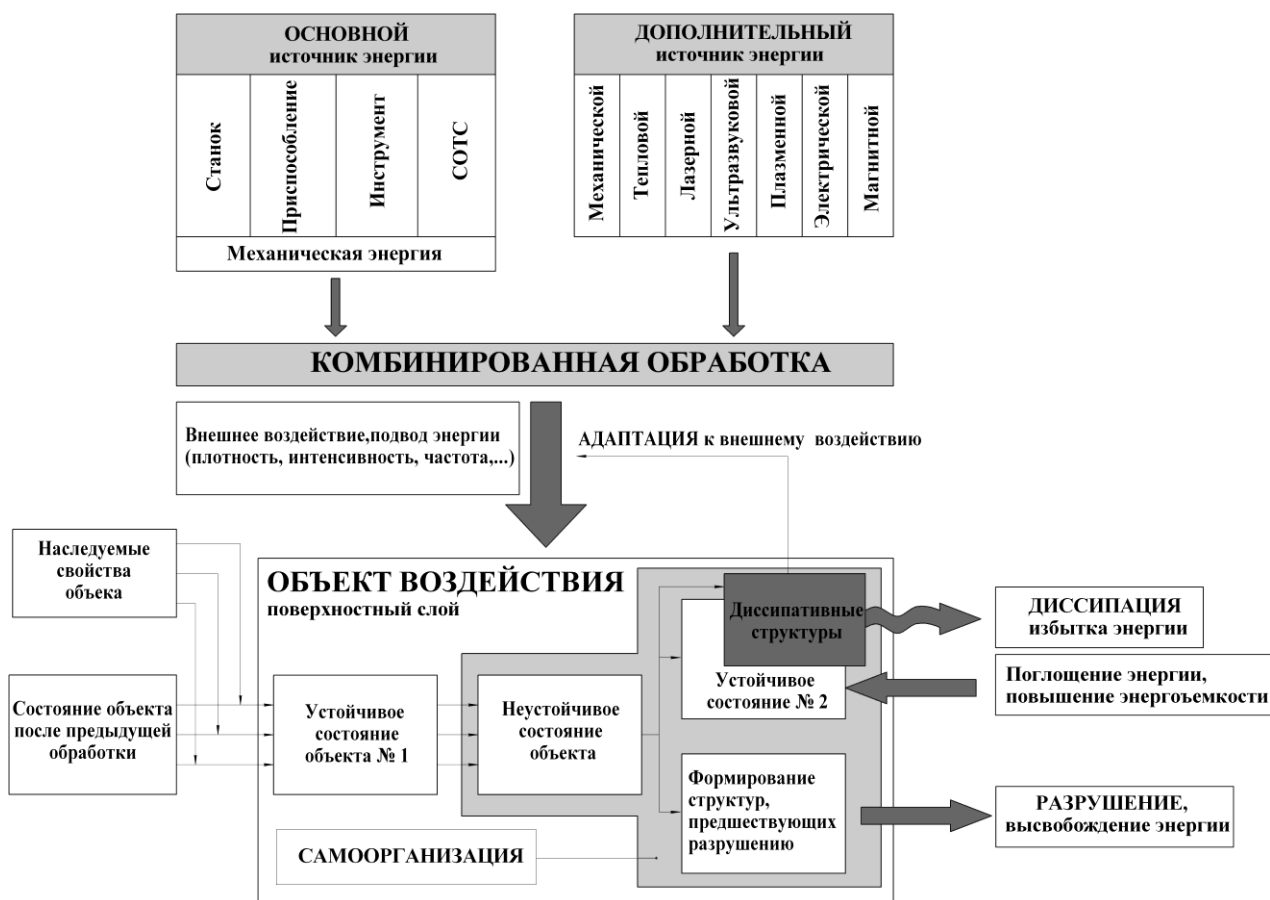 ОСНОВНОЙ
источник энергии
Станок
Приспособление
Инструмент
СОТС
Механическая энергия
ДОПОЛНИТЕЛЬНЫЙ
источник энергии
Механической
Тепловой
Лазерной
Ультразвуковой
Плазменной
Электрической
Магнитной
КОМБИНИРОВАННАЯ ОБРАБОТКА
Внешнее воздействие,подвод энергии
(плотность, интенсивность, частота,...)
АДАПТАЦИЯ к внешнему воздействию
Наследуемые
свойства
объека
Состояние объекта
после предыдущей
обработки
ОБЪЕКТ ВОЗДЕЙСТВИЯ
поверхностный слой
Устойчивое
состояние
объекта № 1
Неустойчивое
состояние
объекта
Диссипативные
структуры
Устойчивое
состояние № 2
Формирование
структур,
предшествующих
разрушению
САМООРГАНИЗАЦИЯ
ДИССИПАЦИЯ
избытка энергии
Поглощение энергии,
повышение энергоъемкости
РАЗРУШЕНИЕ,
высвобождение энергии